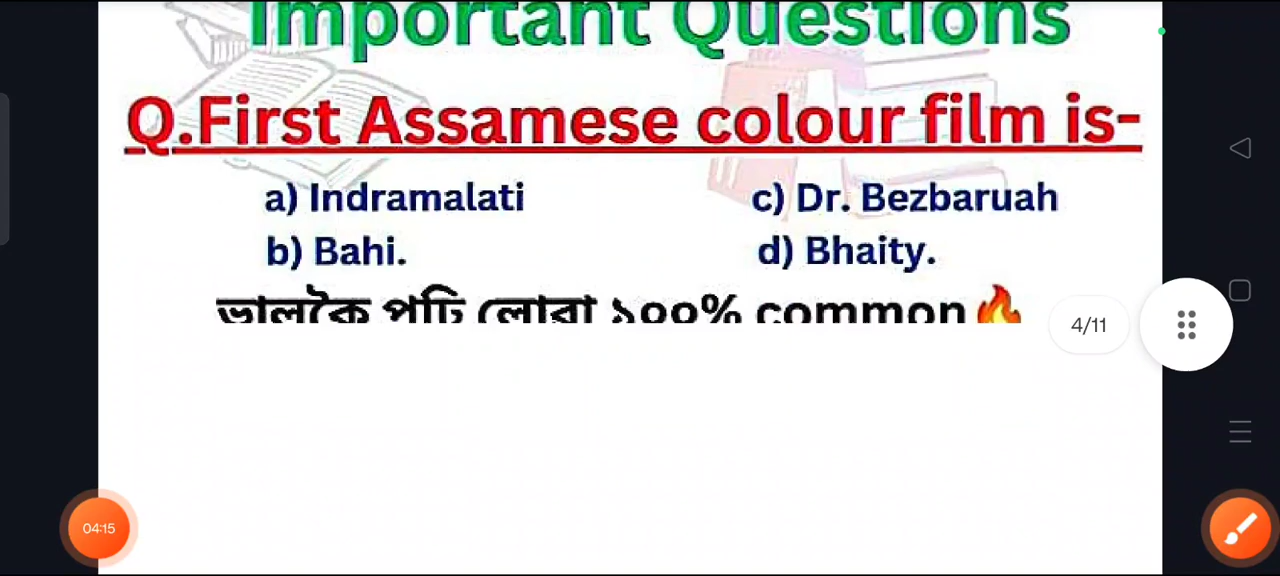 Important Questions
Q.First Assamese colour film is-
a) Indramalati
c) Dr. Bezbaruah
b) Bahi.
d) Bhaity.
ভালকৈ পঢ়ি লোৱা ১০০% common🔥
4/11
04:15